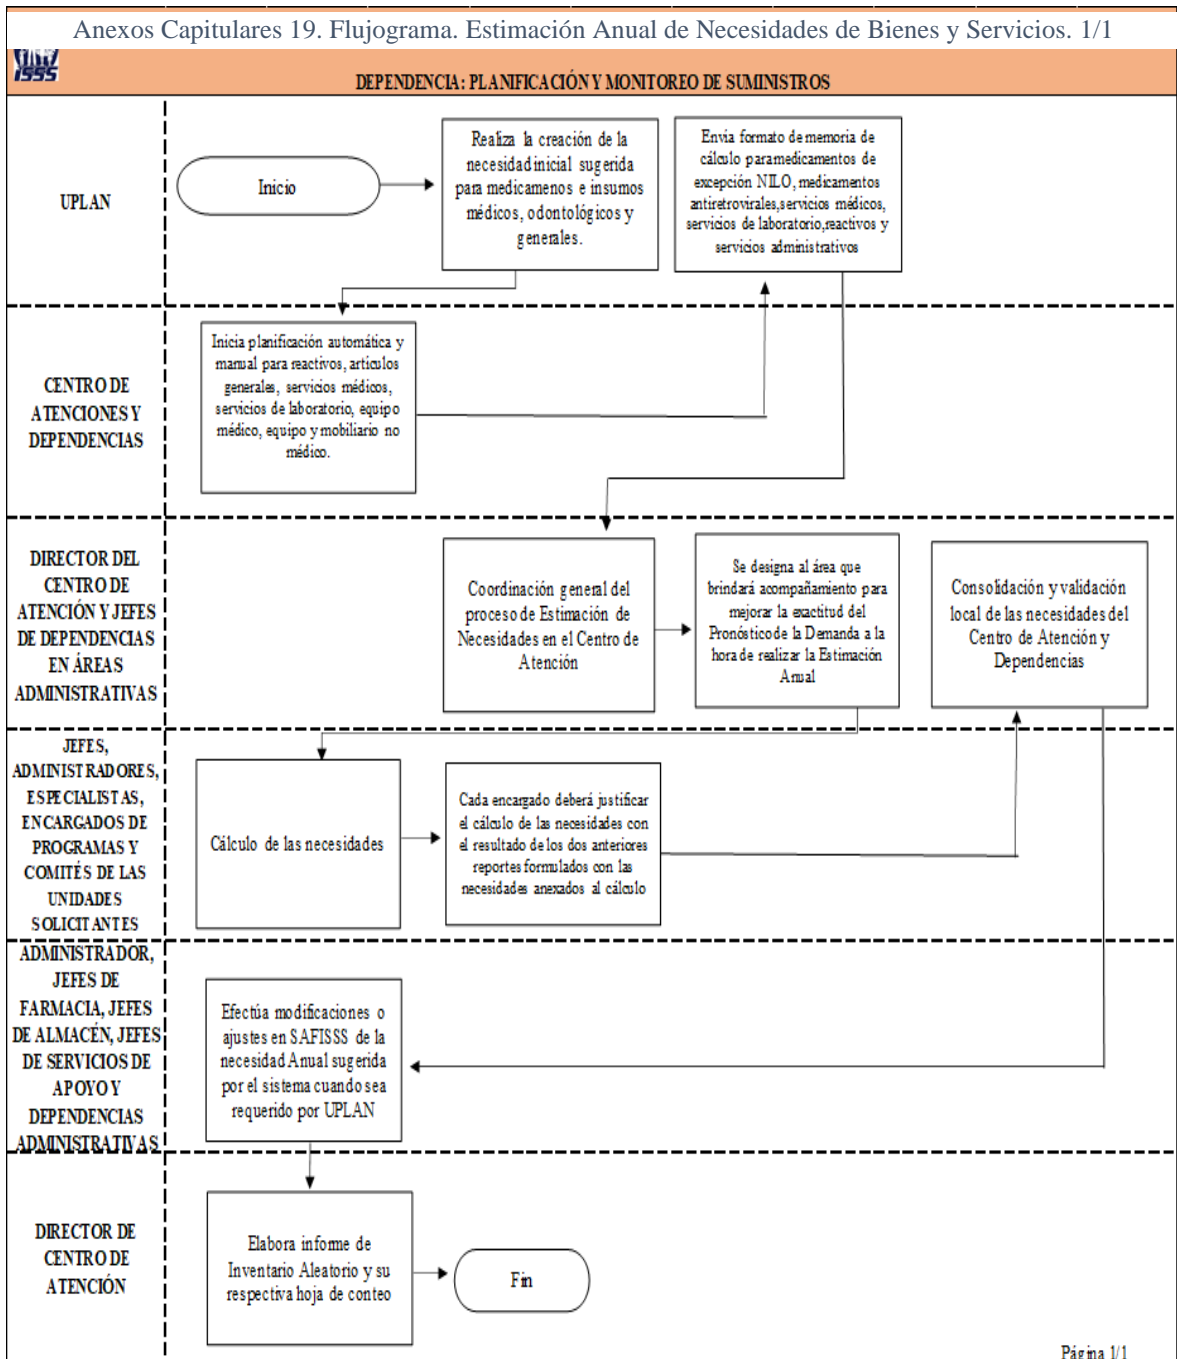 Anexos Capitulares 19. Flujograma. Estimación Anual de Necesidades de Bienes y Servicios. 1/1
ISSS
DEPENDENCIA: PLANIFICACIÓN Y MONITOREO DE SUMINISTROS
UPLAN
Inicio
Realiza la creación de la
necesidad inicial sugerida
para medicamenos e insumos
médicos, odontológicos y
generales.
Envia formato de memoria de
cálculo para medicamentos de
excepción NILO, medicamentos
antiretrovirales,servicios médicos,
servicios de laboratorio,reactivos y
servicios administrativos
CENTRO DE
ATENCIONES Y
DEPENDENCIAS
Inicia planificación automática y
manual para reactivos, artículos
generales, servicios médicos,
servicios de laboratorio, equipo
médico, equipo y mobiliario no
médico.
DIRECTOR DEL
CENTRO DE
ATENCIÓN Y JEFES
DE DEPENDENCIAS
EN ÁREAS
ADMINISTRATIVAS
Coordinación general del
proceso de Estimación de
Necesidades en el Centro de
Atención
Se designa al área que
brindará acompañamiento para
mejorar la exactitud del
Pronóstico de la Demanda a la
hora de realizar la Estimación
Anual
Consolidación y validación
local de las necesidades del
Centro de Atención y
Dependencias
JEFES,
ADMINISTRADORES,
ESPECIALISTAS,
ENCARGADOS DE
PROGRAMAS Y
COMITÉS DE LAS
UNIDADES
SOLICITANTES
Cálculo de las necesidades
Cada encargado deberá justificar
el cálculo de las necesidades con
el resultado de los dos anteriores
reportes formulados con las
necesidades anexados al cálculo
ADMINISTRADOR,
JEFES DE
FARMACIA, JEFES
DE ALMACÉN, JEFES
DE SERVICIOS DE
APOYO Y
DEPENDENCIAS
ADMINISTRATIVAS
Efectúa modificaciones o
ajustes en SAFISSS de la
necesidad Anual sugerida
por el sistema cuando sea
requerido por UPLAN
DIRECTOR DE
CENTRO DE
ATENCIÓN
Elabora informe de
Inventario Aleatorio y su
respectiva hoja de conteo
Fin
Página 1/1